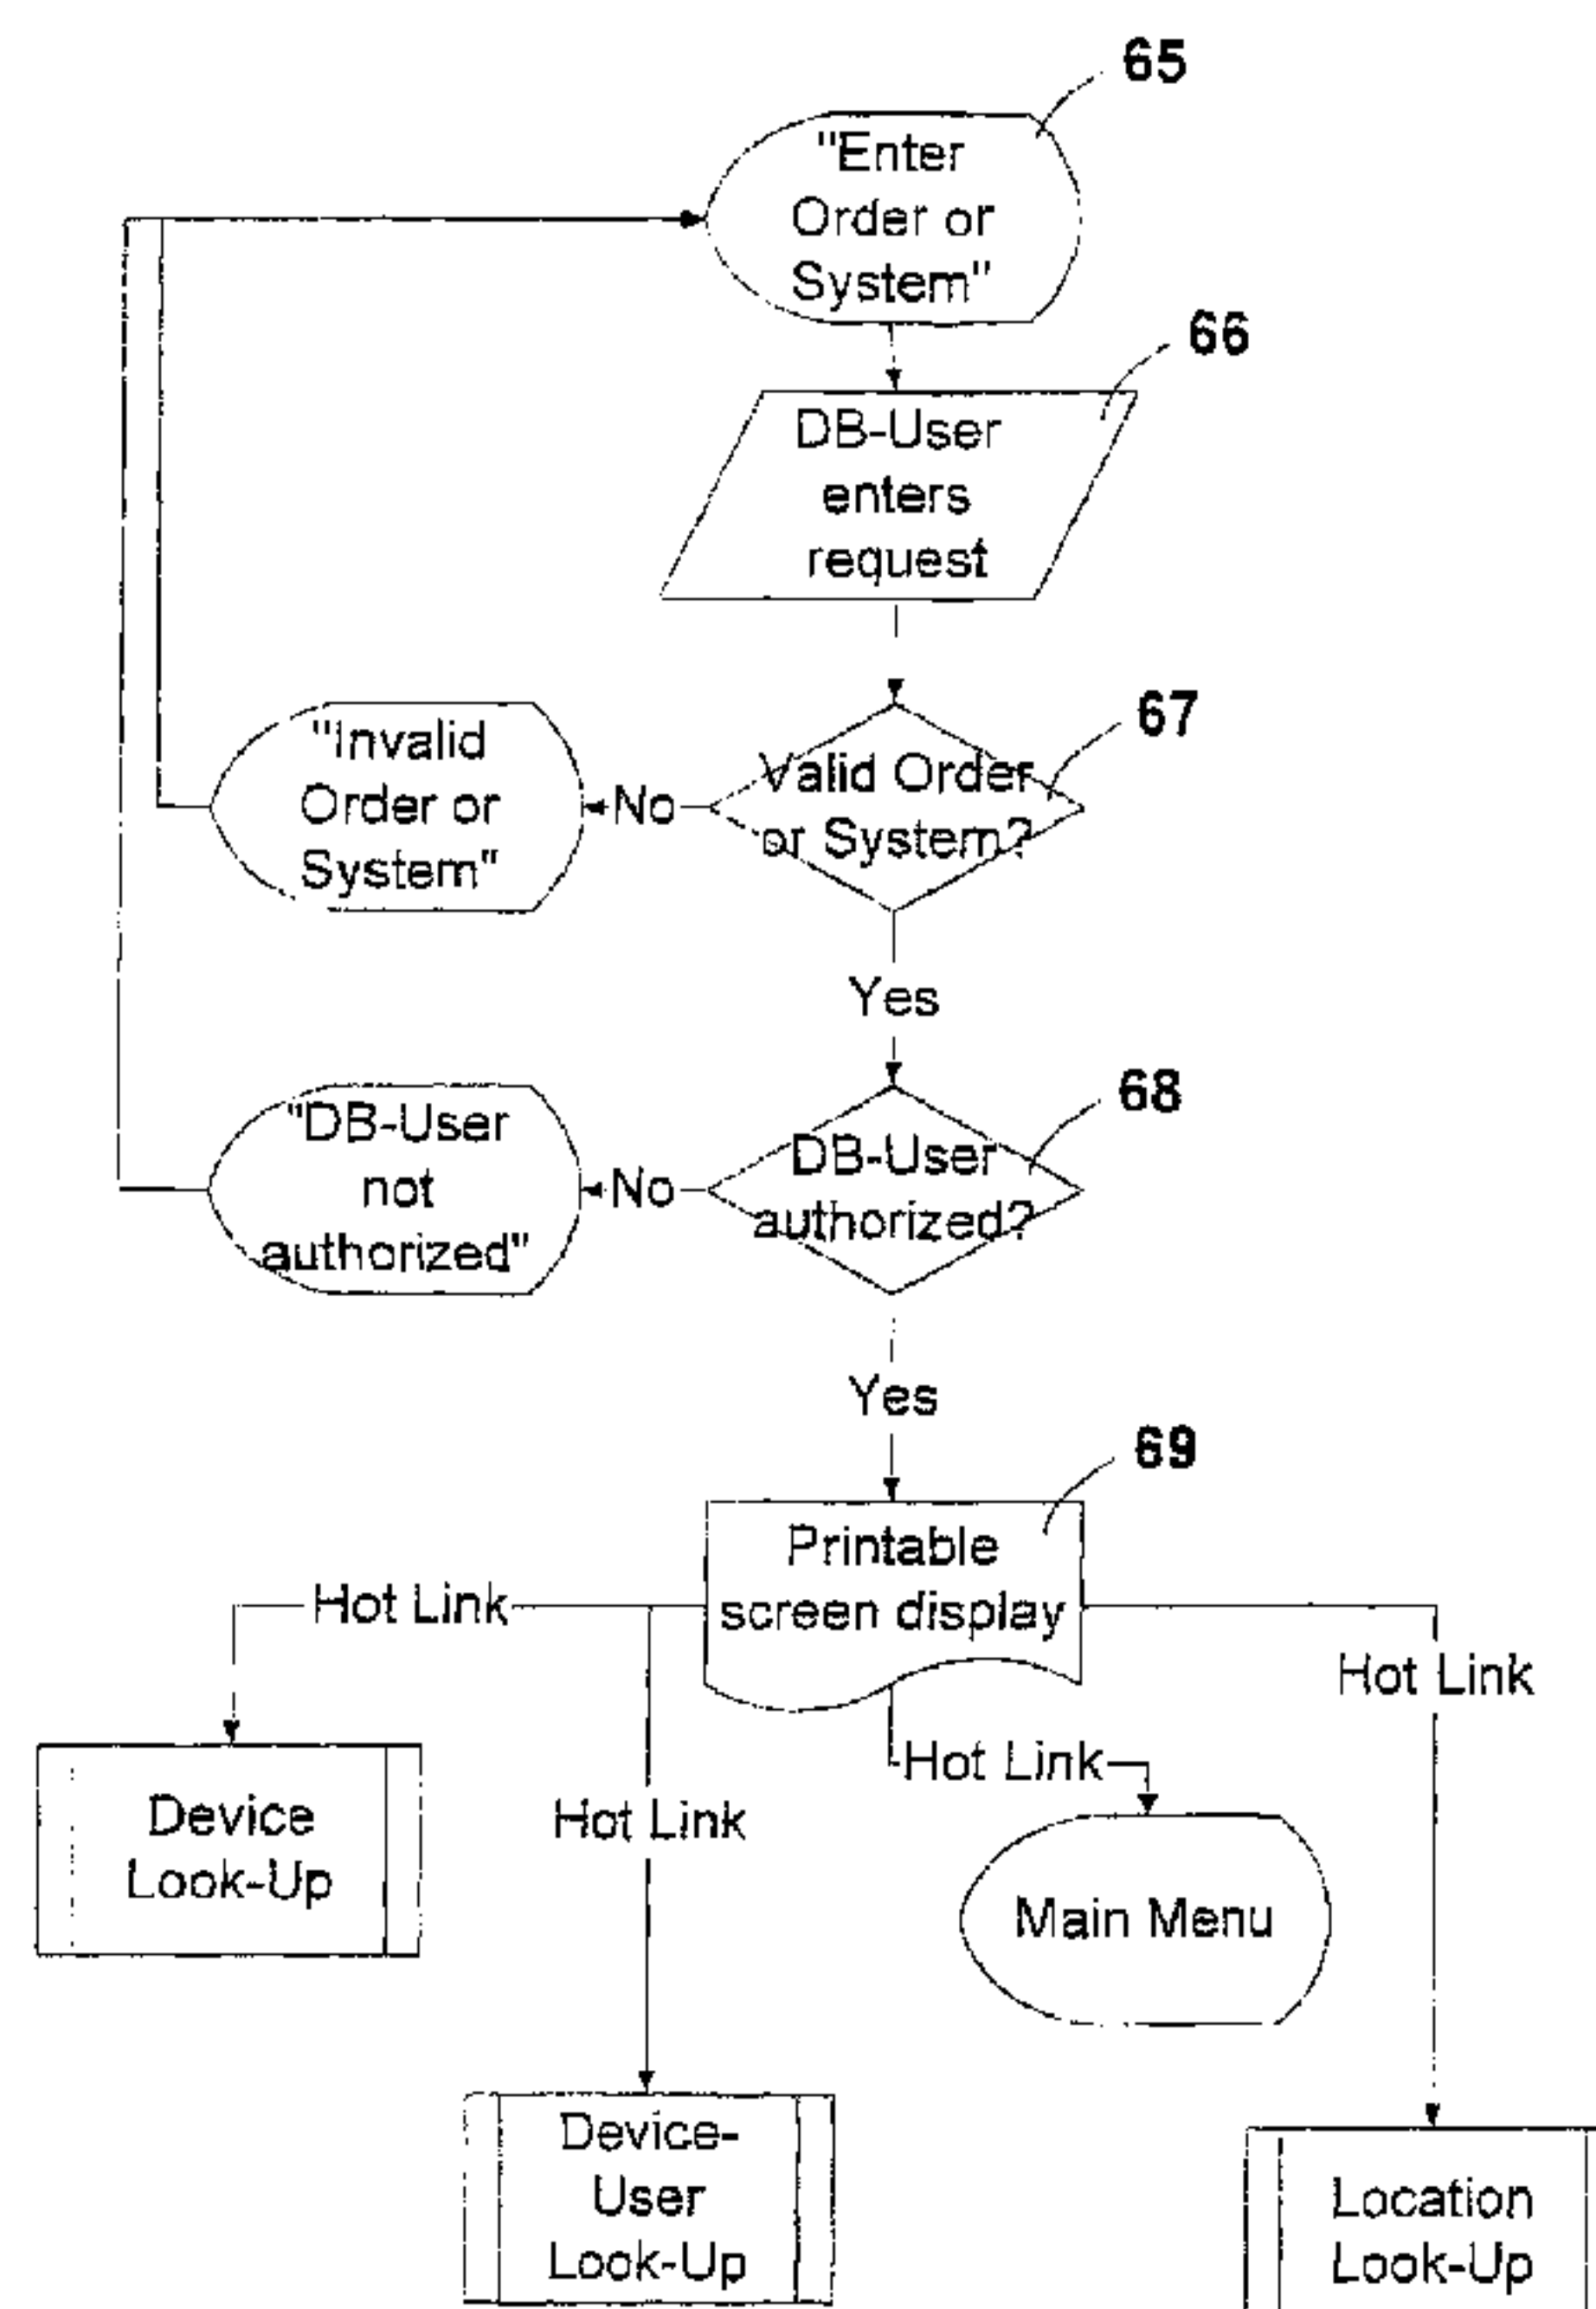 65
"Enter
Order or
System"
66
DB-User
enters
request
67
Valid Order
or System?
No
"Invalid
Order or
System"
Yes
68
DB-User
authorized?
No
"DB-User
not
authorized"
Yes
69
Printable
screen display
Hot Link
Hot Link
Hot Link
Hot Link
Device
Look-Up
Main Menu
Device-
User
Look-Up
Location
Look-Up